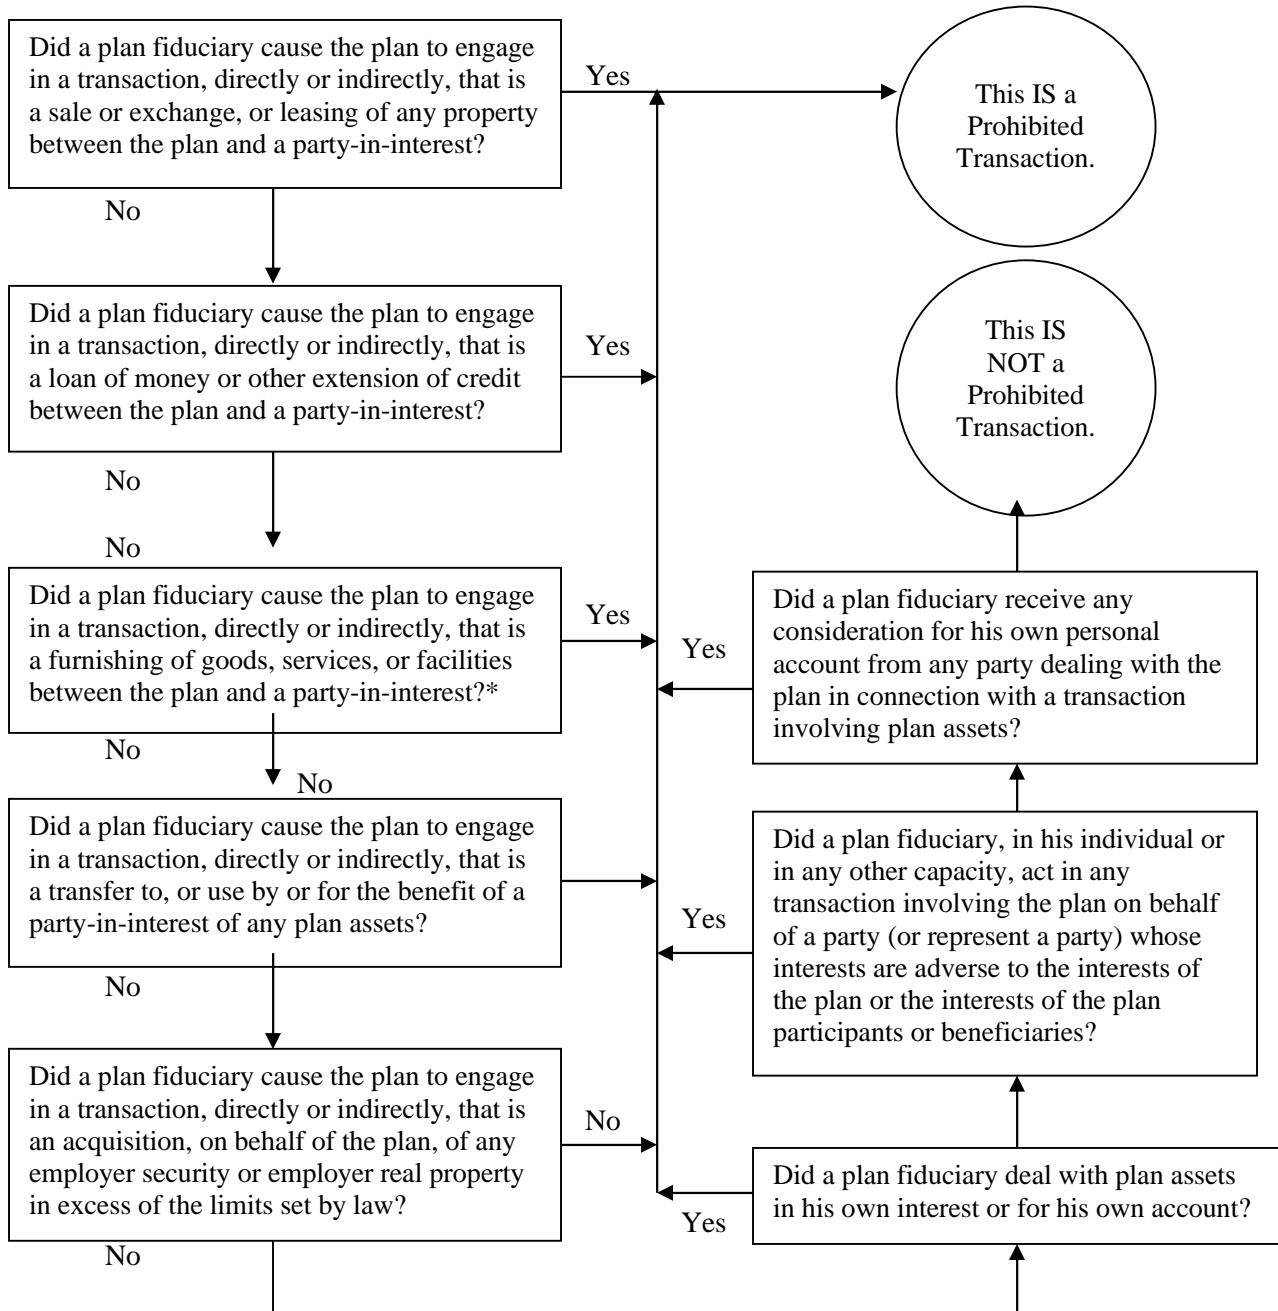 Did a plan fiduciary cause the plan to engage
in a transaction, directly or indirectly, that is
a sale or exchange, or leasing of any property
between the plan and a party-in-interest?
Yes
This IS a
Prohibited
Transaction.
No
Did a plan fiduciary cause the plan to engage
in a transaction, directly or indirectly, that is
a loan of money or other extension of credit
between the plan and a party-in-interest?
Yes
This IS
NOT a
Prohibited
Transaction.
No
No
Did a plan fiduciary cause the plan to engage
in a transaction, directly or indirectly, that is
a furnishing of goods, services, or facilities
between the plan and a party-in-interest?*
Yes
Yes
Did a plan fiduciary receive any
consideration for his own personal
account from any party dealing with the
plan in connection with a transaction
involving plan assets?
No
No
Did a plan fiduciary cause the plan to engage
in a transaction, directly or indirectly, that is
a transfer to, or use by or for the benefit of a
party-in-interest of any plan assets?
Yes
Did a plan fiduciary, in his individual or
in any other capacity, act in any
transaction involving the plan on behalf
of a party (or represent a party) whose
interests are adverse to the interests of
the plan or the interests of the plan
participants or beneficiaries?
No
Did a plan fiduciary cause the plan to engage
in a transaction, directly or indirectly, that is
an acquisition, on behalf of the plan, of any
employer security or employer real property
in excess of the limits set by law?
No
Yes
Did a plan fiduciary deal with plan assets
in his own interest or for his own account?
No